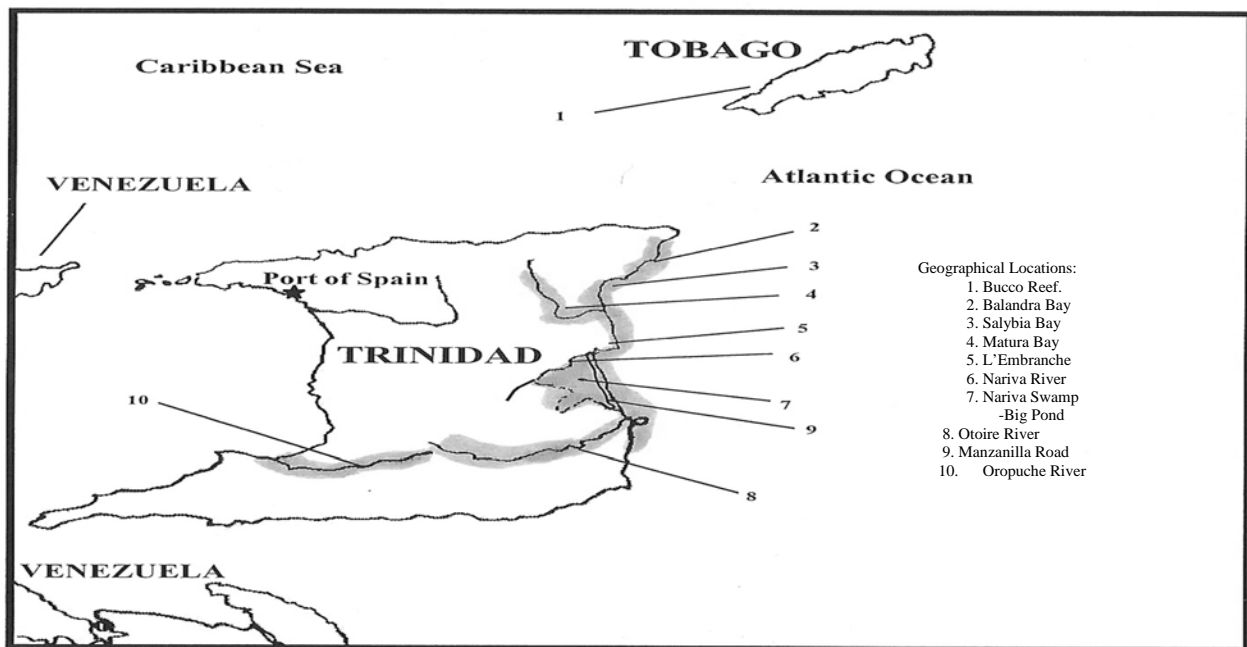 TOBAGO
Caribbean Sea
1
VENEZUELA
Atlantic Ocean
2
Port of Spain
3
4
5
TRINIDAD
6
10
7
9
8
VENEZUELA
Geographical Locations:
1. Bucco Reef.
2. Balandra Bay
3. Salybia Bay
4. Matura Bay
5. L'Embranche
6. Nariva River
7. Nariva Swamp
-Big Pond
8. Otoire River
9. Manzanilla Road
10. Oropuche River